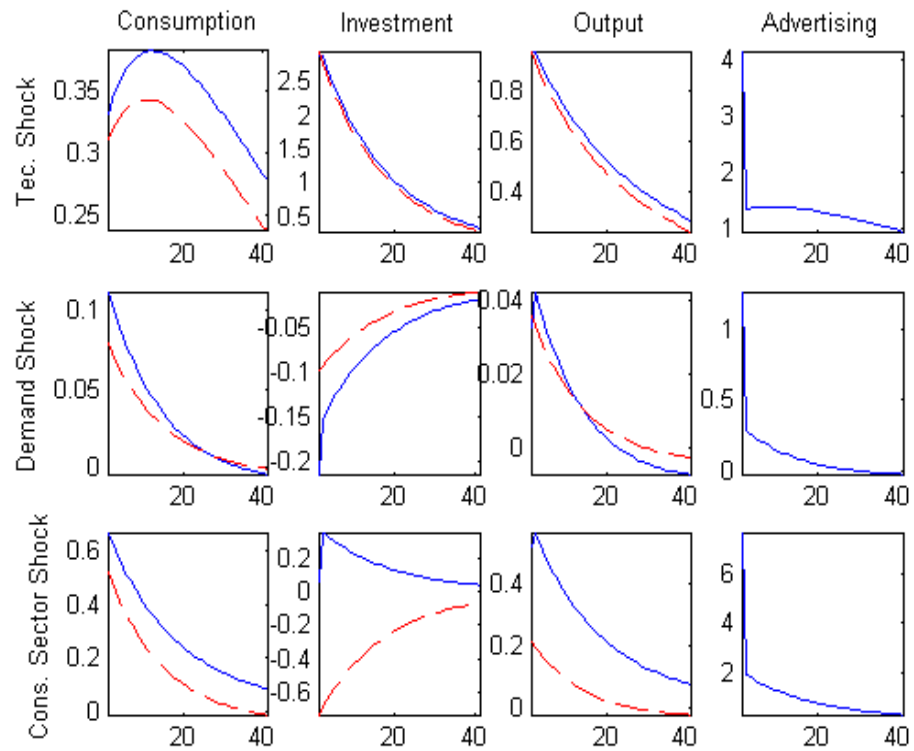 Consumption Investment Output Advertising
Tec. Shock
0.35 0.3 0.25
20 40
2.5 2 1.5 1 0.5
20 40
0.8 0.6 0.4
20 40
4 3 2 1
20 40
Demand Shock
0.1 0.05 0
20 40
-0.05 -0.1 -0.15 -0.2
20 40
0.04 0.02 0
20 40
1 0.5 0
20 40
Cons. Sector Shock
0.6 0.4 0.2 0
20 40
0.2 0 -0.2 -0.4 -0.6
20 40
0.4 0.2 0
20 40
6 4 2
20 40